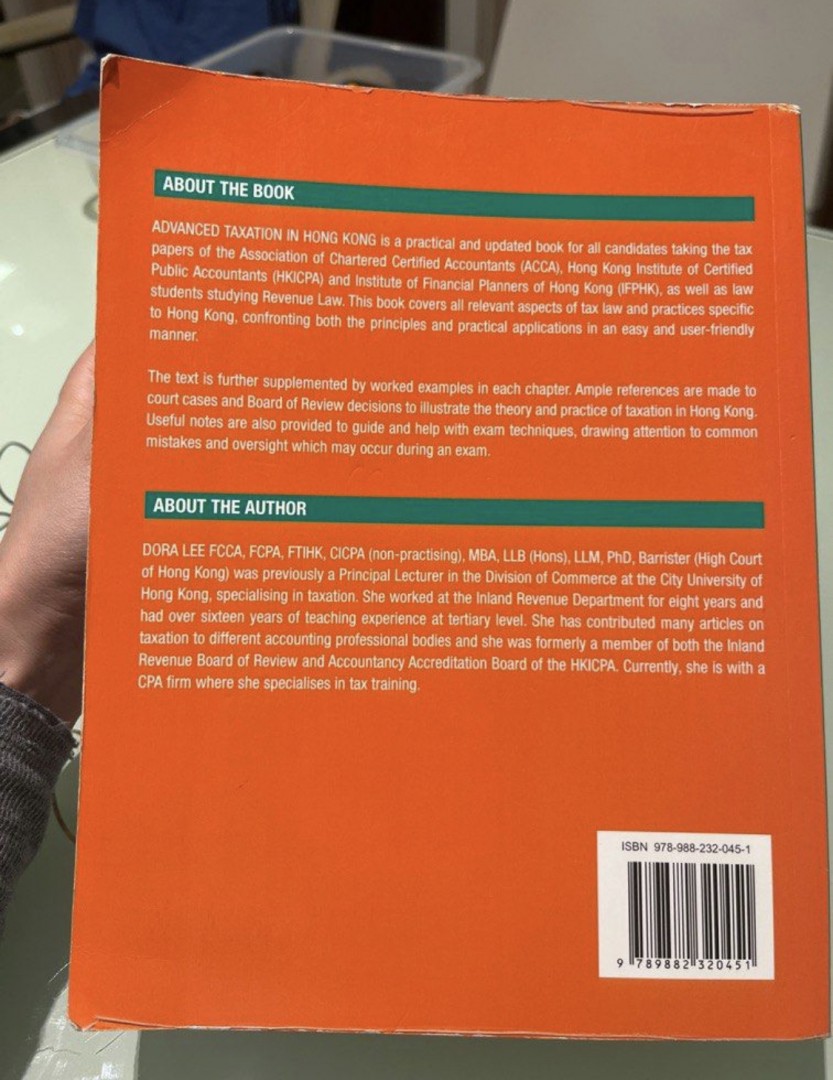 ABOUT THE BOOK
ADVANCED TAXATION IN HONG KONG is a practical and updated book for all candidates taking the tax
papers of the Association of Chartered Certified Accountants (ACCA), Hong Kong Institute of Certified
Public Accountants (HKICPA) and Institute of Financial Planners of Hong Kong (IFPHK), as well as law
students studying Revenue Law. This book covers all relevant aspects of tax law and practices specific
to Hong Kong, confronting both the principles and practical applications in an easy and user-friendly
manner.
The text is further supplemented by worked examples in each chapter. Ample references are made to
court cases and Board of Review decisions to illustrate the theory and practice of taxation in Hong Kong.
Useful notes are also provided to guide and help with exam techniques, drawing attention to common
mistakes and oversight which may occur during an exam.
ABOUT THE AUTHOR
DORA LEE FCCA, FCPA, FTIHK, CICPA (non-practising), MBA, LLB (Hons), LLM, PhD, Barrister (High Court
of Hong Kong) was previously a Principal Lecturer in the Division of Commerce at the City University of
Hong Kong, specialising in taxation. She worked at the Inland Revenue Department for eight years and
had over sixteen years of teaching experience at tertiary level. She has contributed many articles on
taxation to different accounting professional bodies and she was formerly a member of both the Inland
Revenue Board of Review and Accountancy Accreditation Board of the HKICPA. Currently, she is with a
CPA firm where she specialises in tax training.
ISBN 978-988-232-045-1
9 789882 320451